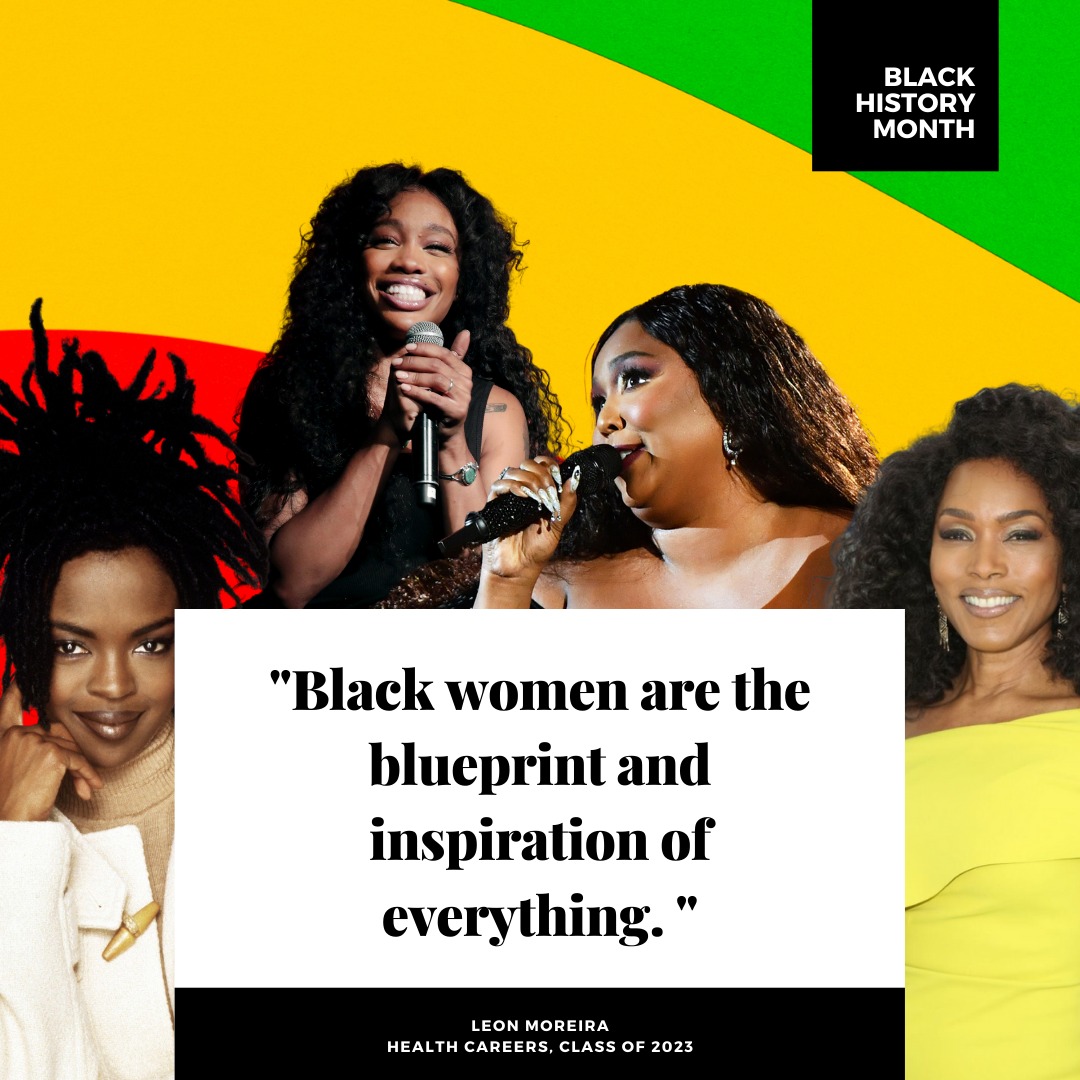 BLACK
HISTORY
MONTH
"Black women are the
blueprint and
inspiration of
everything. "
LEON MOREIRA
HEALTH CAREERS, CLASS OF 2023